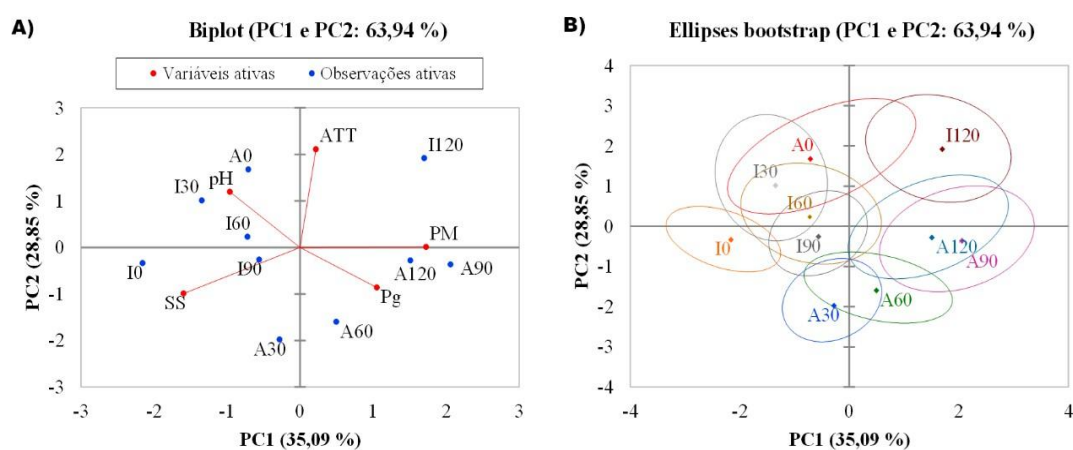 A)
Biplot (PC1 e PC2: 63,94 %)
Variáveis ativas
Observações ativas
3
2
1
0
-1
-2
-3
PC2 (28,85 %)
ATT
I120
A0
pH
I30
I60
PM
I0
I90
A120
A90
SS
Pg
A60
A30
-3
-2
-1
0
1
2
3
PC1 (35,09 %)
B)
Ellipses bootstrap (PC1 e PC2: 63,94 %)
4
3
2
1
0
-1
-2
-3
-4
PC2 (28,85 %)
A0
I120
I30
I60
I0
I90
A120
A90
A60
A30
-4
-2
0
2
4
PC1 (35,09 %)